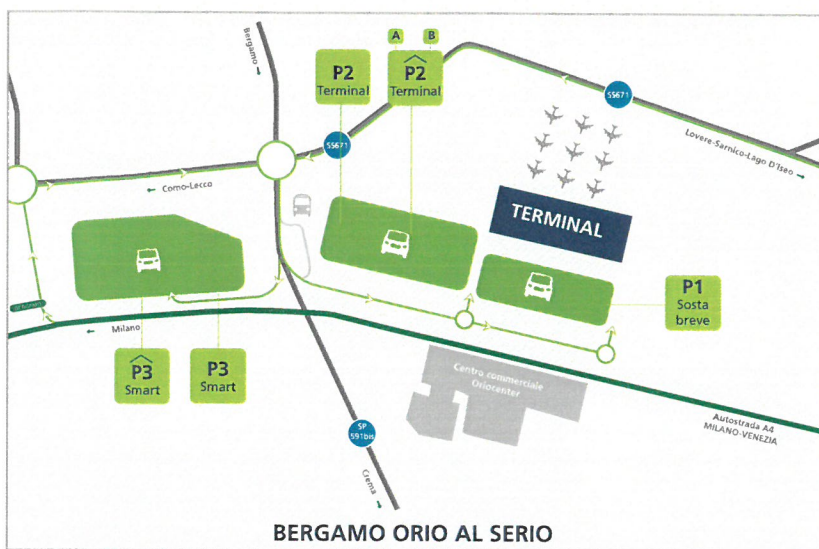 A
B
Bergamo
P2
Terminal
P2
Terminal
SS671
SS671
Lovere-Sarnico-Lago D'Iseo
Como-Lecco
TERMINAL
P1
Sosta
breve
Milano
P3
Smart
P3
Smart
Centro commerciale
Oriocenter
Autostrada A4
MILANO-VENEZIA
SP
591bis
Crema
BERGAMO ORIO AL SERIO